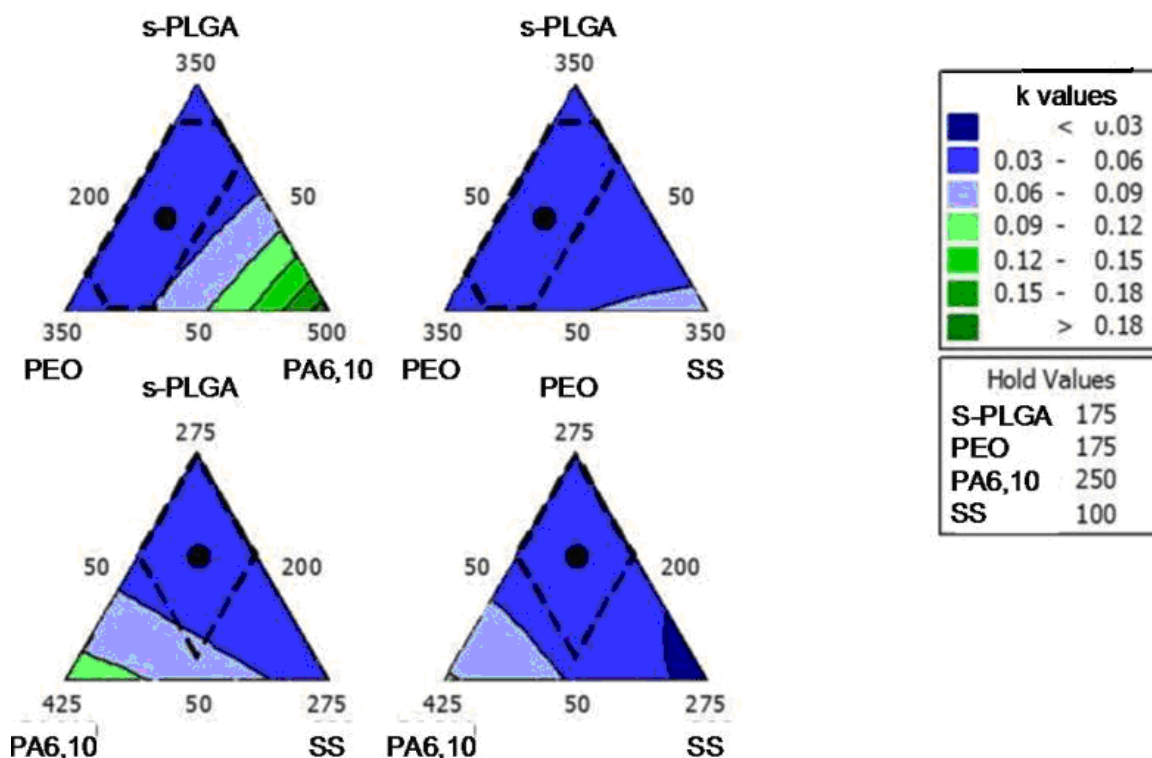 s-PLGA
350
200
50
350
50
500
PEO
PA6,10
s-PLGA
350
50
50
350
50
350
PEO
SS
s-PLGA
275
50
200
425
50
275
PA6,10
SS
PEO
275
50
200
425
50
275
PA6,10
SS
k values
< 0.03
0.03 - 0.06
0.06 - 0.09
0.09 - 0.12
0.12 - 0.15
0.15 - 0.18
> 0.18
Hold Values
S-PLGA 175
PEO 175
PA6,10 250
SS 100